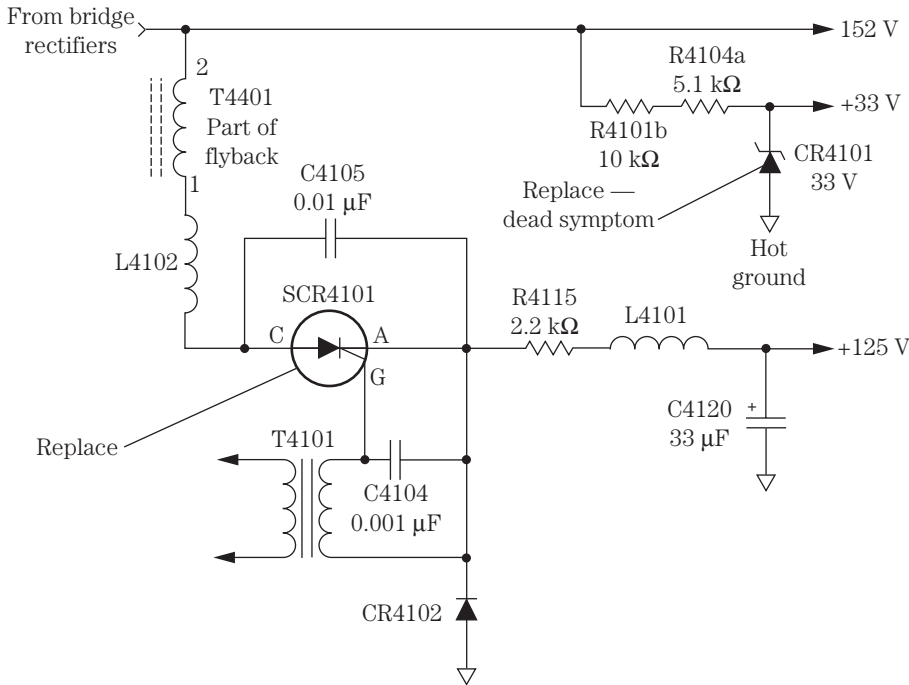 From bridge
rectifiers
152 V
R4104a
5.1 kΩ
2
T4401
Part of
flyback
1
+33 V
R4101b
10 kΩ
CR4101
33 V
C4105
0.01 µF
Replace —
dead symptom
Hot
ground
L4102
SCR4101
C
A
G
R4115
2.2 kΩ
L4101
+125 V
Replace
T4101
C4120
33 µF
+
C4104
0.001 µF
CR4102